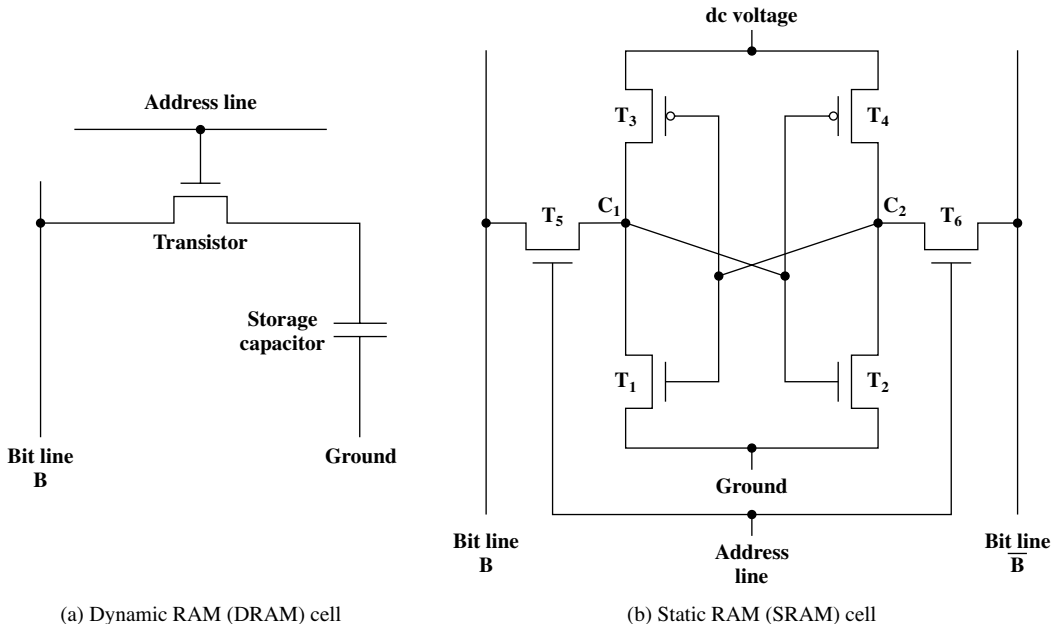 Address line
Transistor
Storage
capacitor
Bit line
B
Ground
(a) Dynamic RAM (DRAM) cell
dc voltage
T₃
T₄
T₅
C₁
C₂
T₆
T₁
T₂
Ground
Bit line
B
Address
line
Bit line
B̅
(b) Static RAM (SRAM) cell